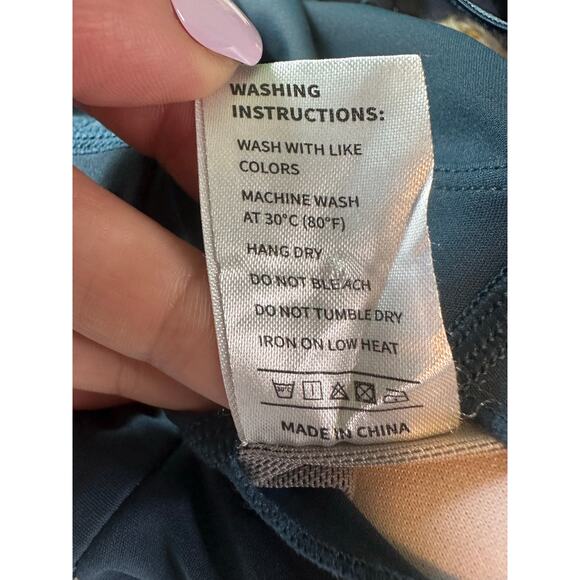 WASHING
INSTRUCTIONS:
WASH WITH LIKE
COLORS
MACHINE WASH
AT 30°C (80°F)
HANG DRY
DO NOT BLEACH
DO NOT TUMBLE DRY
IRON ON LOW HEAT
30°C
MADE IN CHINA